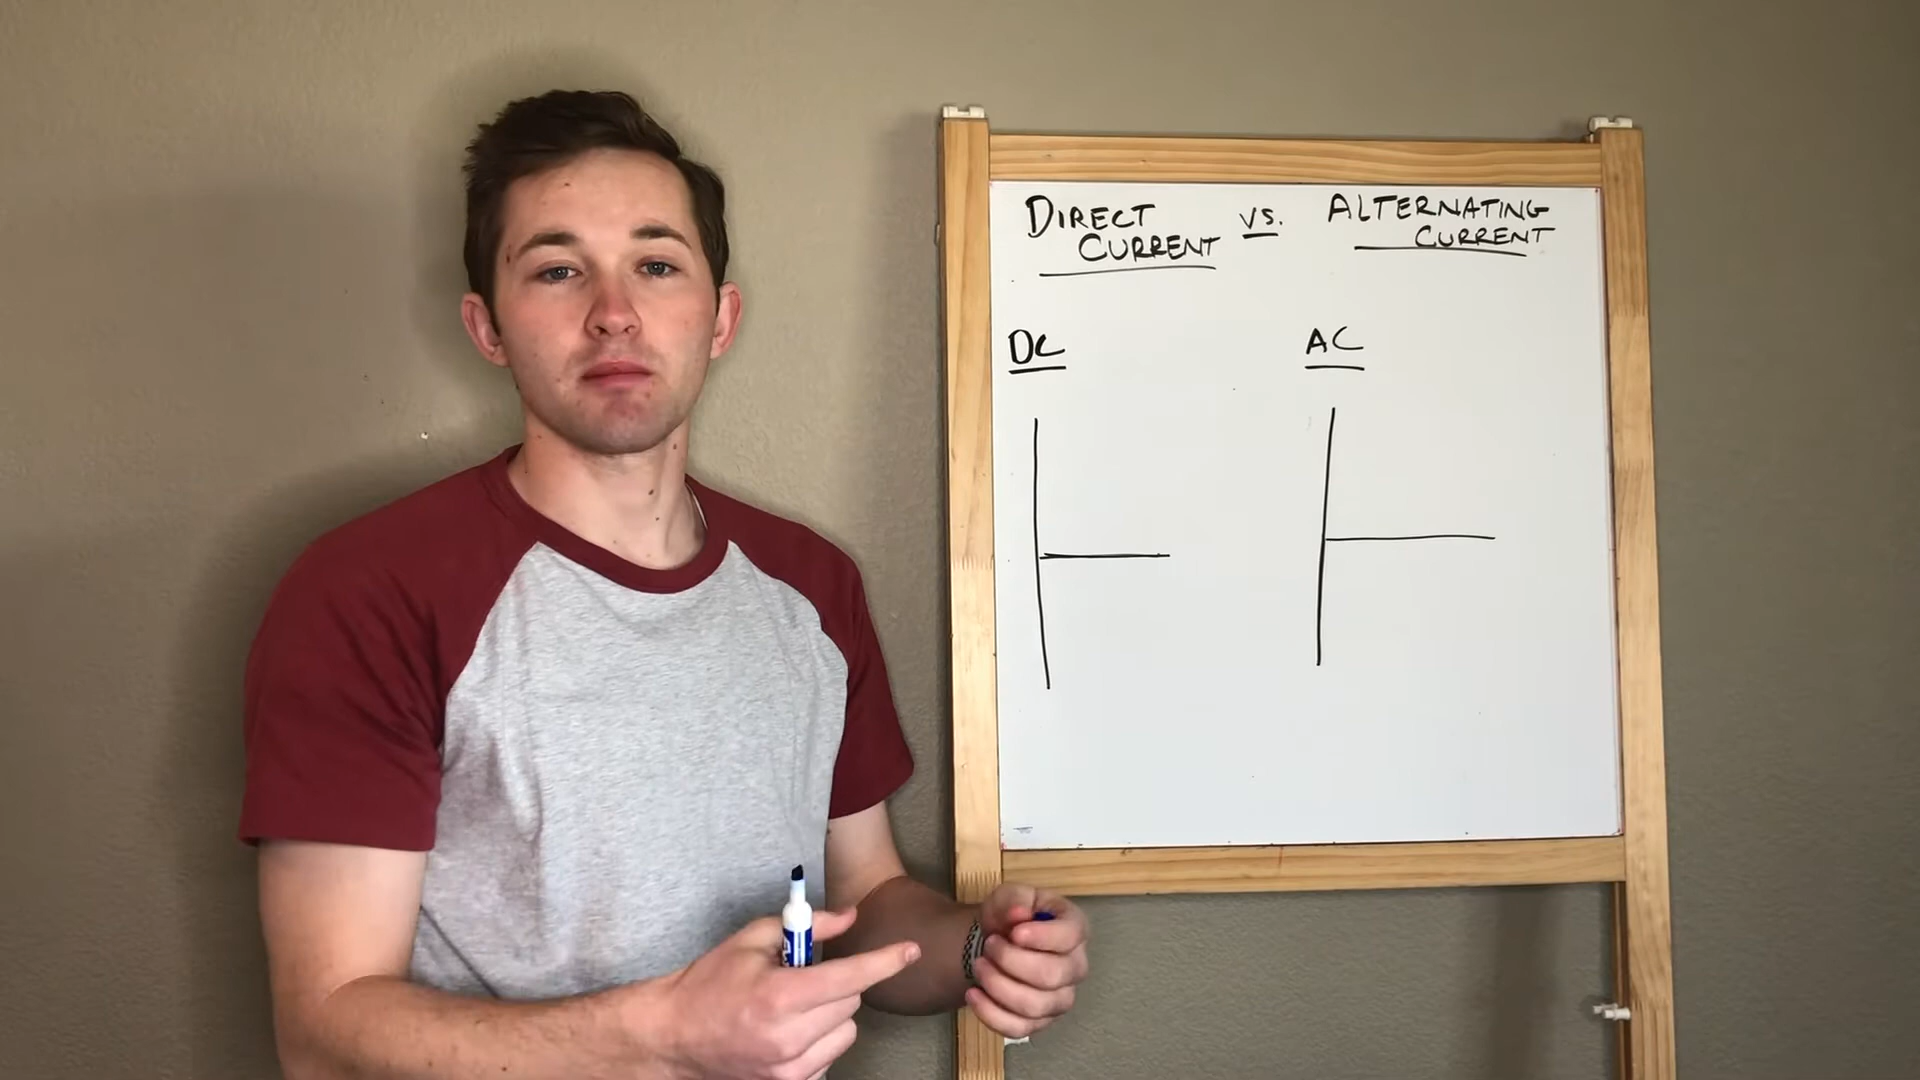 DIRECT
CURRENT
vs.
ALTERNATING
CURRENT
DC
AC